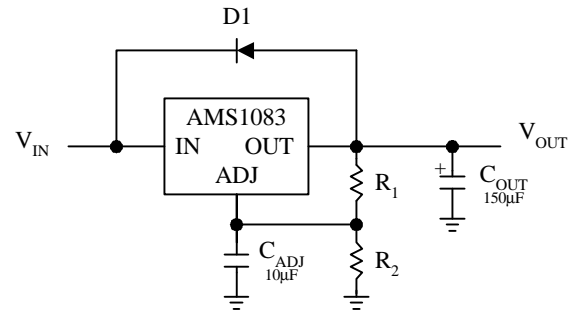 D1
AMS1083
V_IN
IN OUT
V_OUT
ADJ
+
C_OUT
150µF
R_1
C_ADJ
10µF
R_2